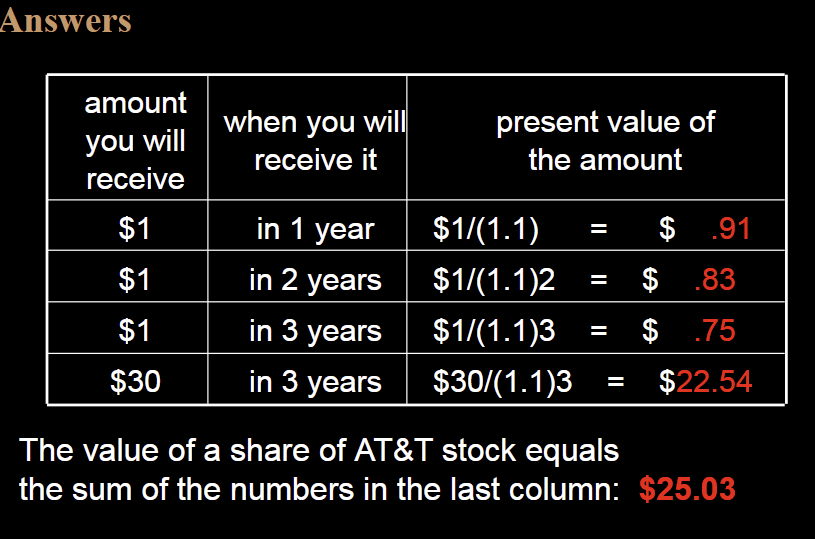 Answers
amount
you will
receive
when you will
receive it
present value of
the amount
$1 in 1 year $1/(1.1) = $ .91
$1 in 2 years $1/(1.1)2 = $ .83
$1 in 3 years $1/(1.1)3 = $ .75
$30 in 3 years $30/(1.1)3 = $22.54
The value of a share of AT&T stock equals
the sum of the numbers in the last column: $25.03